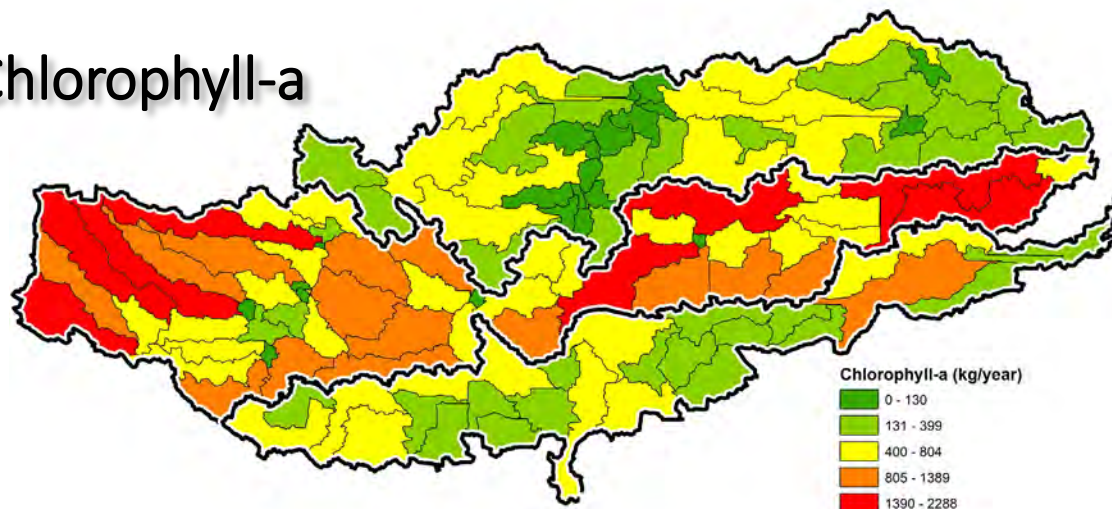 Chlorophyll-a
Chlorophyll-a (kg/year)
0 - 130
131 - 399
400 - 804
805 - 1389
1390 - 2288